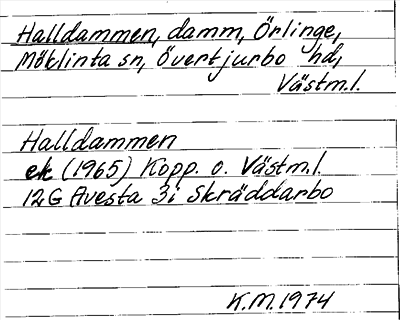 Halldammen, damm, Örlinge,
Möklinta sn, Övertjurbo hd,
Västm.l.
Halldammen
ek (1965) Kopp. o. Västm.l.
12G Avesta 3i Skräddarbo
K.M.1974